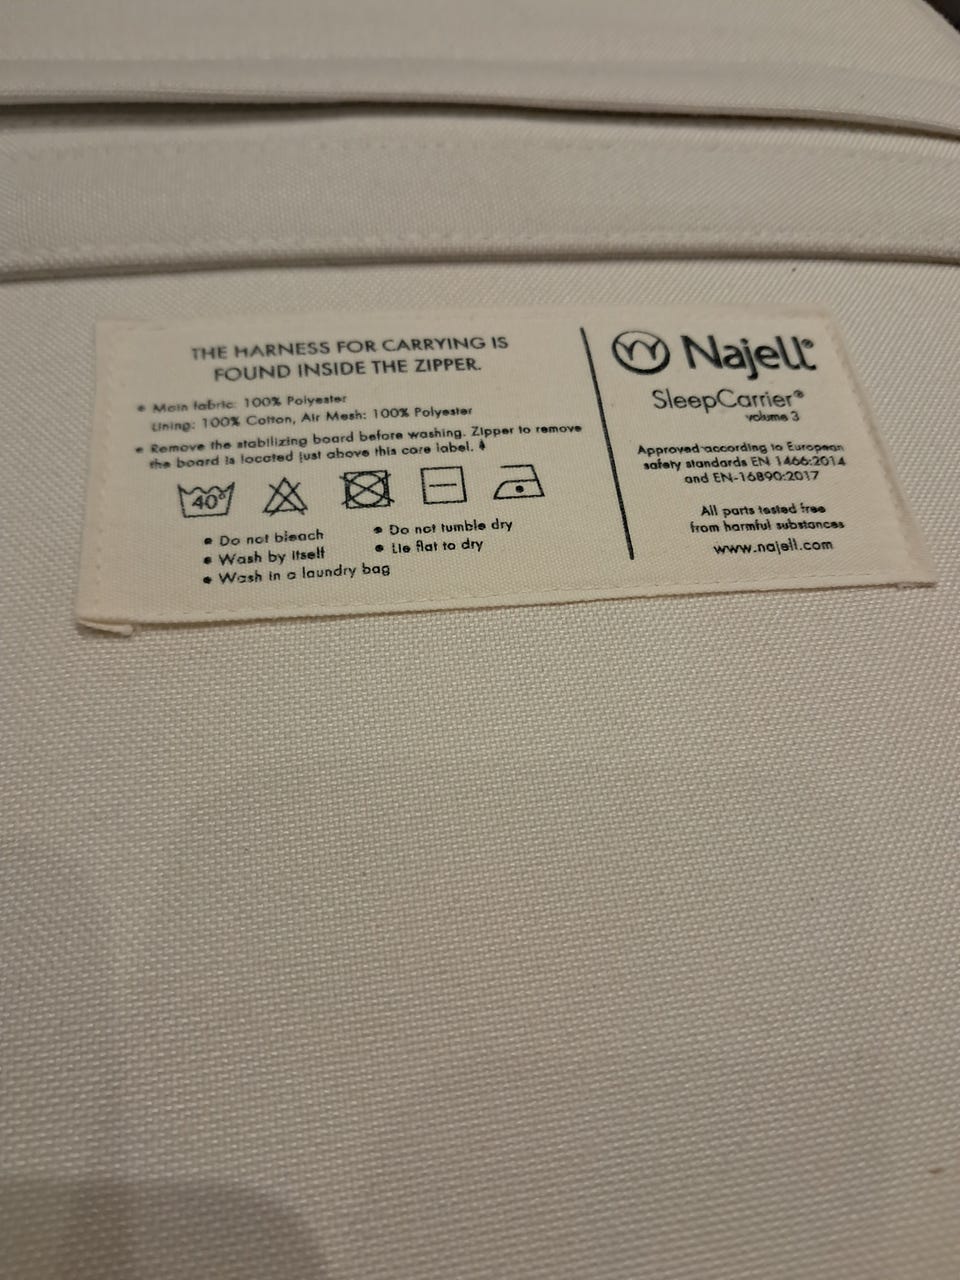 THE HARNESS FOR CARRYING IS
FOUND INSIDE THE ZIPPER.
• Main fabric: 100% Polyester
Lining: 100% Cotton, Air Mesh: 100% Polyester
• Remove the stabilizing board before washing. Zipper to remove
the board is located just above this care label.
40°
• Do not bleach
• Wash by itself
• Wash in a laundry bag
• Do not tumble dry
• Lie flat to dry
Najell®
SleepCarrier®
volume 3
Approved according to European
safety standards EN 1466:2014
and EN-16890:2017
All parts tested free
from harmful substances
www.najell.com